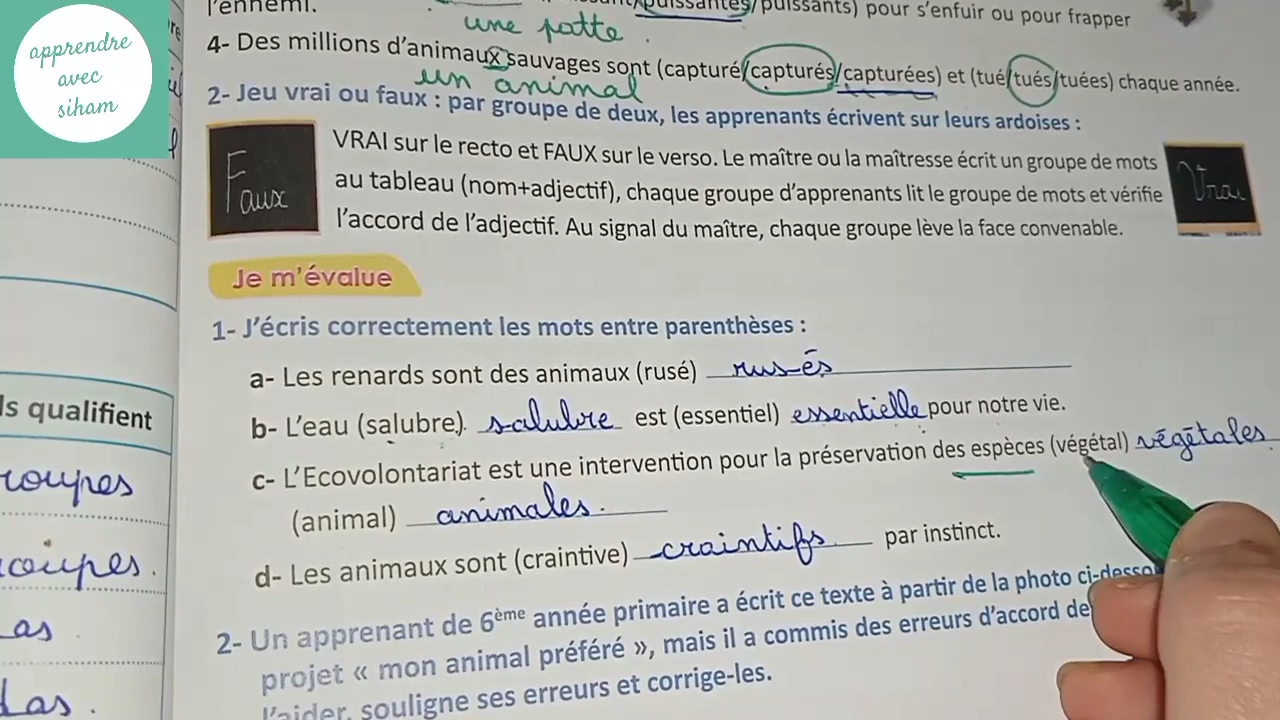 apprendre
avec
siham
l'ennemi.
puissantes/puissants) pour s'enfuir ou pour frapper
une patte.
4- Des millions d'animaux sauvages sont (capturé/capturés/capturées) et (tué/tués/tuées) chaque année.
un animal
2- Jeu vrai ou faux : par groupe de deux, les apprenants écrivent sur leurs ardoises :
Faux
VRAI sur le recto et FAUX sur le verso. Le maître ou la maîtresse écrit un groupe de mots
au tableau (nom+adjectif), chaque groupe d'apprenants lit le groupe de mots et vérifie
l'accord de l'adjectif. Au signal du maître, chaque groupe lève la face convenable.
Vrai
Je m'évalue
1- J'écris correctement les mots entre parenthèses :
a- Les renards sont des animaux (rusé) rusés
b- L'eau (salubre). salubre est (essentiel) essentielle pour notre vie.
c- L'Ecovolontariat est une intervention pour la préservation des espèces (végétal) végétales
(animal) animales.
d- Les animaux sont (craintive) craintifs par instinct.
2- Un apprenant de 6ème année primaire a écrit ce texte à partir de la photo
projet « mon animal préféré », mais il a commis des erreurs d'accord
l'aider, souligne ses erreurs et corrige-les.
ls qualifient
roupes
oupes.
as
las.